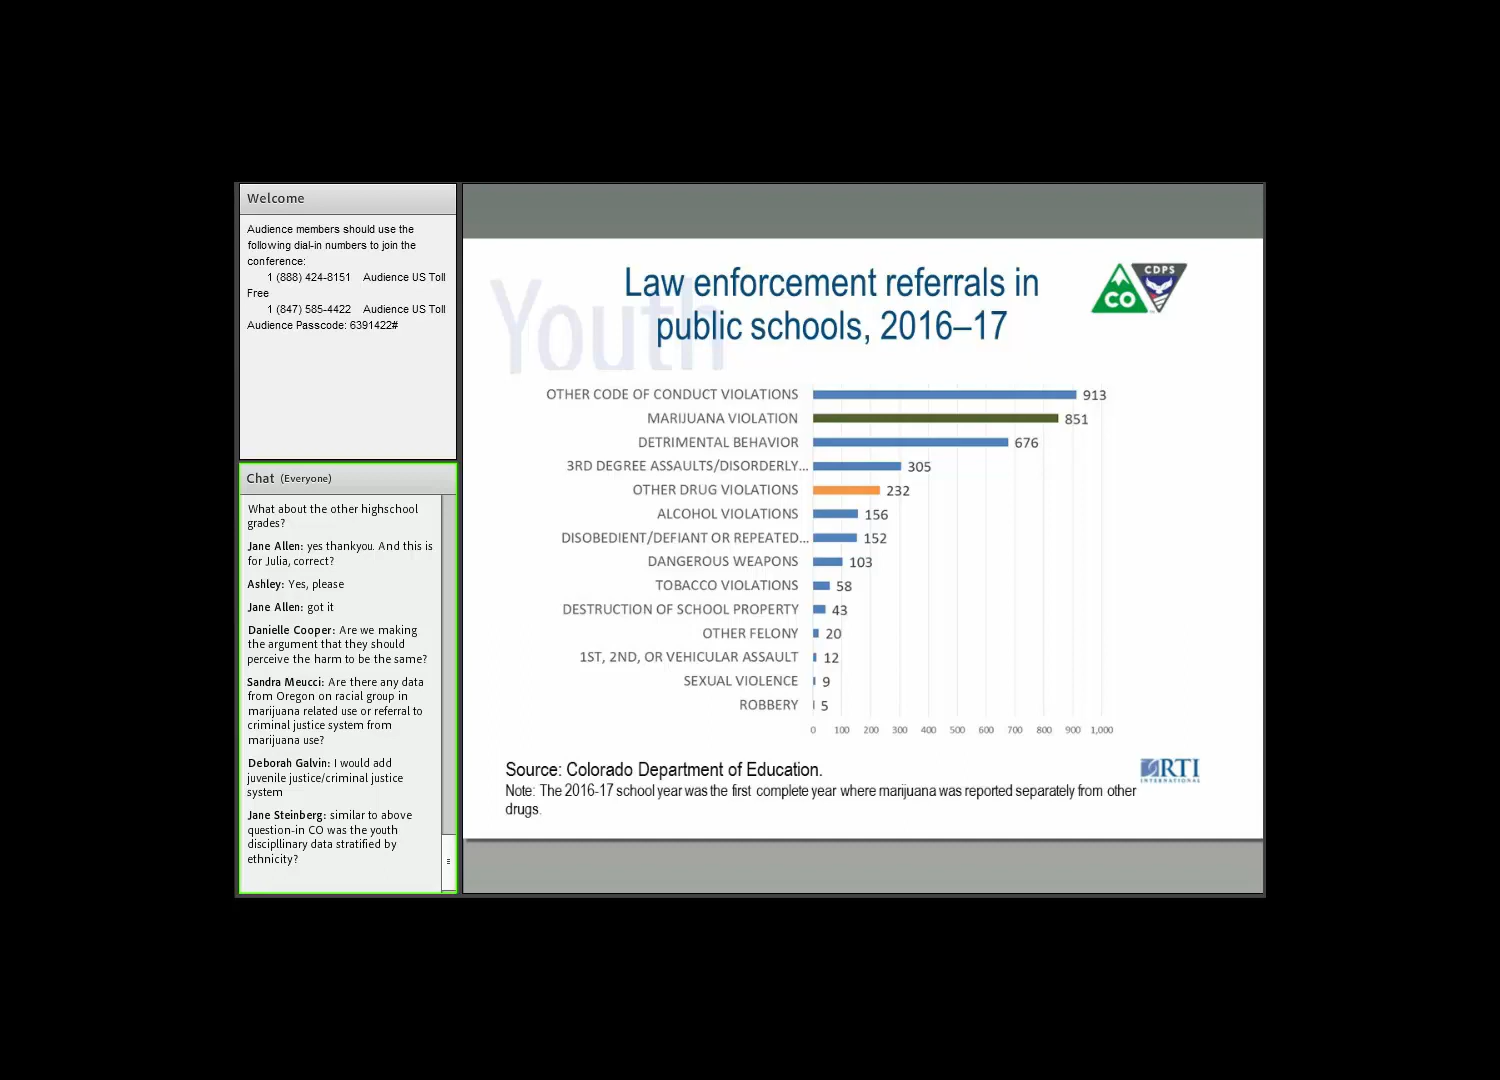 Welcome
Audience members should use the
following dial-in numbers to join the
conference:
1 (888) 424-8151 Audience US Toll
Free
1 (847) 585-4422 Audience US Toll
Audience Passcode: 6391422#
Chat (Everyone)
What about the other highschool
grades?
Jane Allen: yes thankyou. And this is
for Julia, correct?
Ashley: Yes, please
Jane Allen: got it
Danielle Cooper: Are we making
the argument that they should
perceive the harm to be the same?
Sandra Meucci: Are there any data
from Oregon on racial group in
marijuana related use or referral to
criminal justice system from
marijuana use?
Deborah Galvin: I would add
juvenile justice/criminal justice
system
Jane Steinberg: similar to above
question-in CO was the youth
discipllinary data stratified by
ethnicity?
Youth
Law enforcement referrals in
public schools, 2016–17
CO
CDPS
OTHER CODE OF CONDUCT VIOLATIONS 913
MARIJUANA VIOLATION 851
DETRIMENTAL BEHAVIOR 676
3RD DEGREE ASSAULTS/DISORDERLY... 305
OTHER DRUG VIOLATIONS 232
ALCOHOL VIOLATIONS 156
DISOBEDIENT/DEFIANT OR REPEATED... 152
DANGEROUS WEAPONS 103
TOBACCO VIOLATIONS 58
DESTRUCTION OF SCHOOL PROPERTY 43
OTHER FELONY 20
1ST, 2ND, OR VEHICULAR ASSAULT 12
SEXUAL VIOLENCE 9
ROBBERY 5
0 100 200 300 400 500 600 700 800 900 1,000
Source: Colorado Department of Education.
Note: The 2016-17 school year was the first complete year where marijuana was reported separately from other
drugs.
RTI
INTERNATIONAL